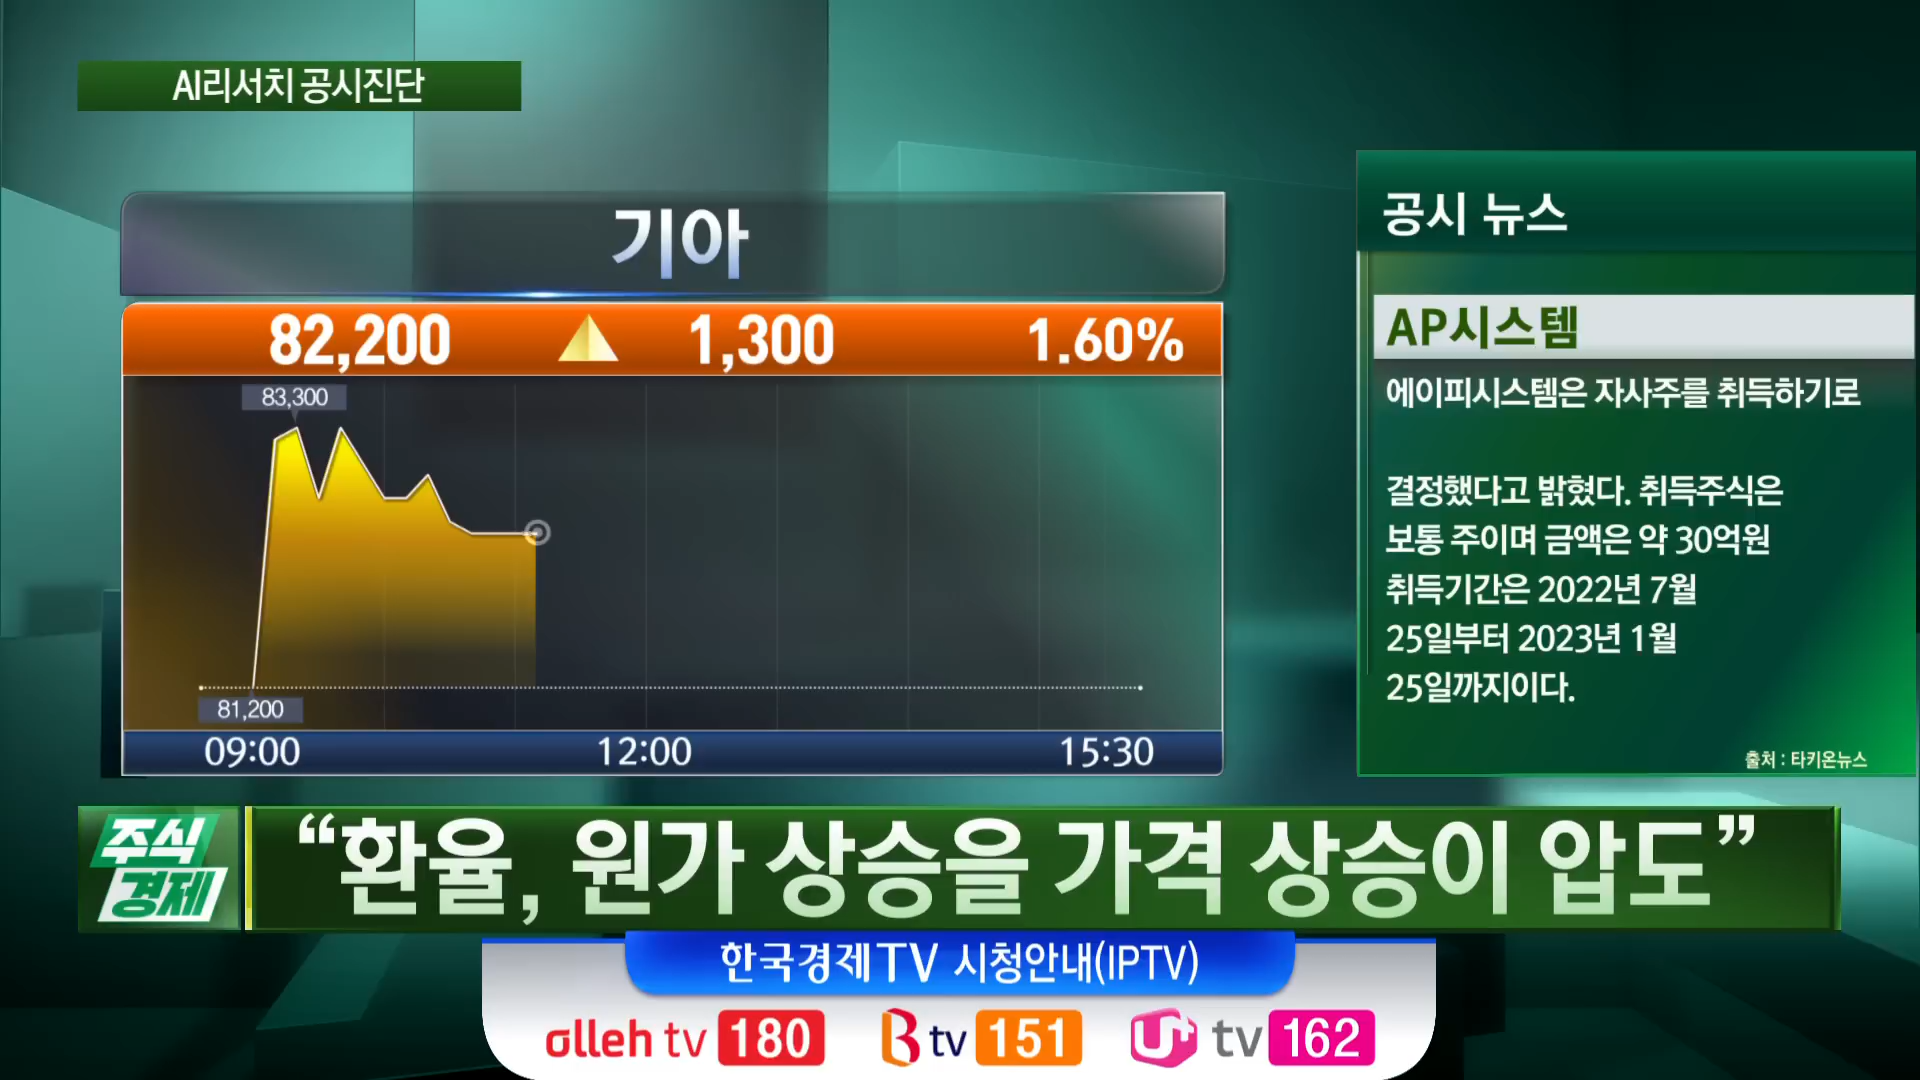 AI리서치 공시진단
기아
82,200 ▲ 1,300 1.60%
83,300
81,200
09:00 12:00 15:30
공시 뉴스
AP시스템
에이피시스템은 자사주를 취득하기로
결정했다고 밝혔다. 취득주식은
보통 주이며 금액은 약 30억원
취득기간은 2022년 7월
25일부터 2023년 1월
25일까지이다.
출처 : 타키온뉴스
주식
경제
“환율, 원가 상승을 가격 상승이 압도”
한국경제TV 시청안내(IPTV)
olleh tv 180 B tv 151 U+ tv 162